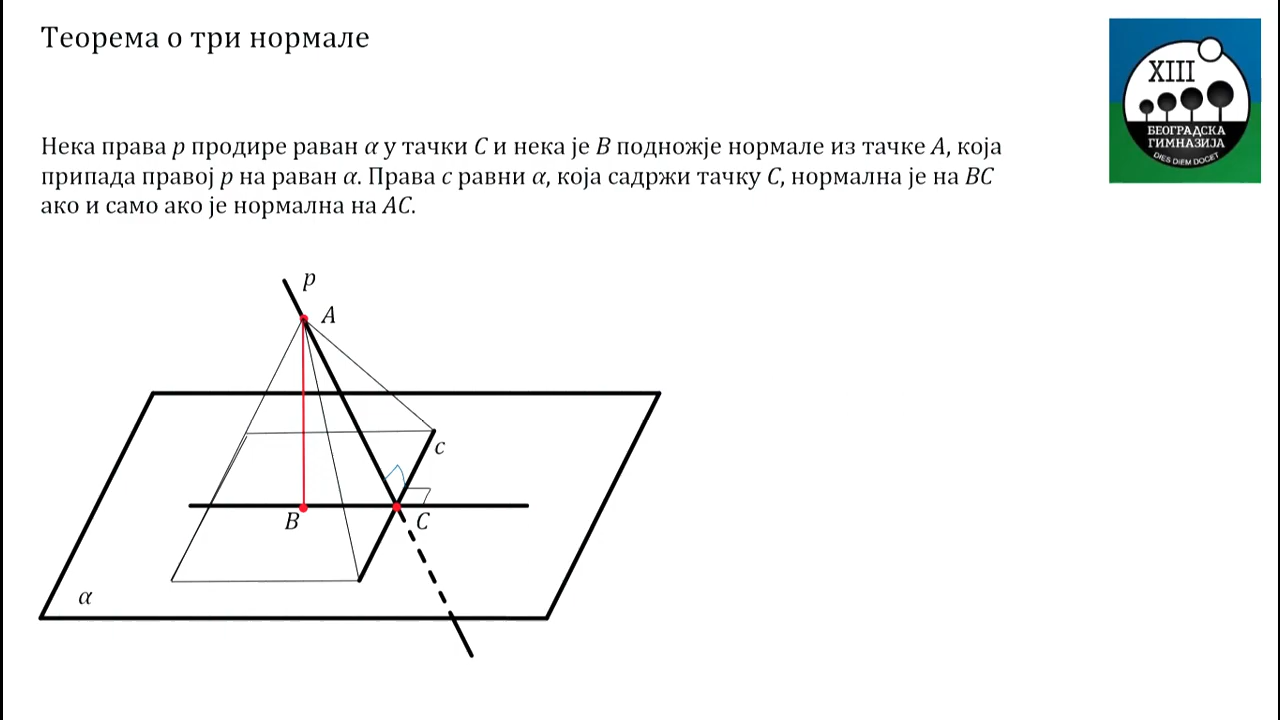 Теорема о три нормале
XIII
БЕОГРАДСКА
ГИМНАЗИЈА
DIES DIEM DOCET
Нека права p продире раван α у тачки C и нека је B подножје нормале из тачке A, која
припада правој p на раван α. Права c равни α, која садржи тачку C, нормална је на BC
ако и само ако је нормална на AC.
p
A
c
B
C
α